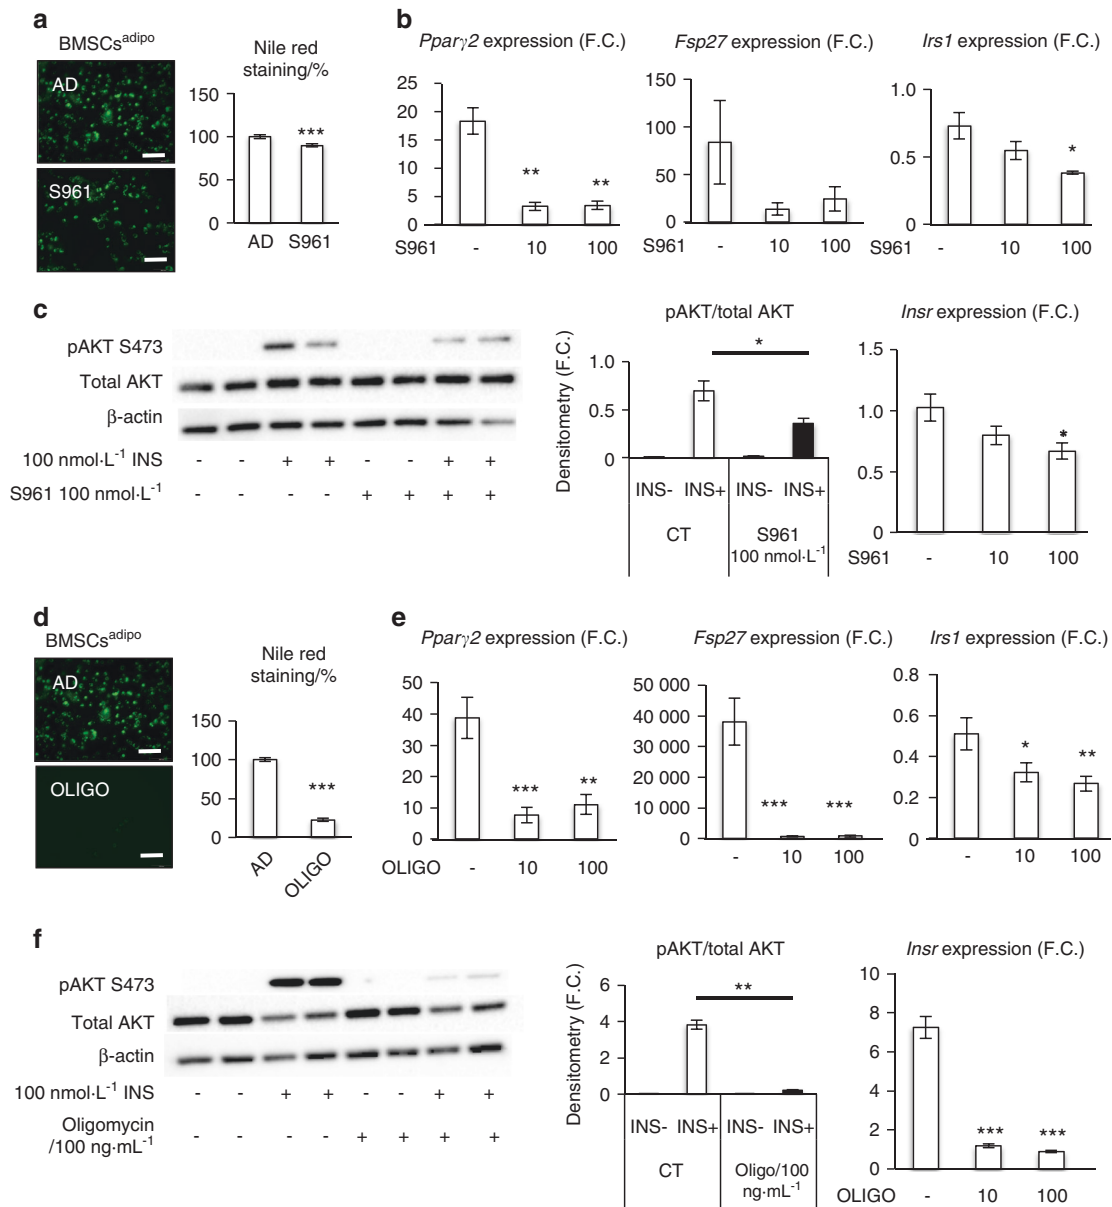 a
BMSCs^adipo
AD
S961
Nile red
staining/%
150
100
50
0
***
AD S961
b
Pparγ2 expression (F.C.)
25
20
15
10
5
0
**
**
S961 - 10 100
Fsp27 expression (F.C.)
150
100
50
0
S961 - 10 100
Irs1 expression (F.C.)
1.0
0.5
0
*
S961 - 10 100
c
pAKT S473
Total AKT
β-actin
100 nmol·L⁻¹ INS - - + + - - + +
S961 100 nmol·L⁻¹ - - - - + + + +
pAKT/total AKT
Densitometry (F.C.)
1.0
0.5
0
*
INS- INS+ INS- INS+
CT S961
100 nmol·L⁻¹
Insr expression (F.C.)
1.5
1.0
0.5
0
*
S961 - 10 100
d
BMSCs^adipo
AD
OLIGO
Nile red
staining/%
150
100
50
0
***
AD OLIGO
e
Pparγ2 expression (F.C.)
50
40
30
20
10
0
***
**
OLIGO - 10 100
Fsp27 expression (F.C.)
50 000
40 000
30 000
20 000
10 000
0
***
***
- 10 100
Irs1 expression (F.C.)
0.8
0.6
0.4
0.2
0
*
**
- 10 100
f
pAKT S473
Total AKT
β-actin
100 nmol·L⁻¹ INS - - + + - - + +
Oligomycin
/100 ng·mL⁻¹ - - - - + + + +
pAKT/total AKT
Densitometry (F.C.)
6
4
2
0
**
INS- INS+ INS- INS+
CT Oligo/100
ng·mL⁻¹
Insr expression (F.C.)
10
8
6
4
2
0
***
***
OLIGO - 10 100